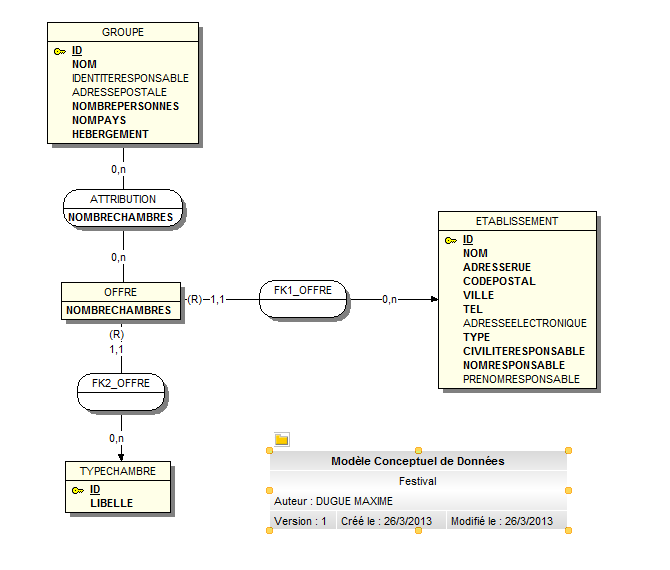 GROUPE
ID
NOM
IDENTITERESPONSABLE
ADRESSEPOSTALE
NOMBREPERSONNES
NOMPAYS
HEBERGEMENT
0,n
ATTRIBUTION
NOMBRECHAMBRES
0,n
OFFRE
NOMBRECHAMBRES
(R) 1,1
FK1_OFFRE
0,n
ETABLISSEMENT
ID
NOM
ADRESSERUE
CODEPOSTAL
VILLE
TEL
ADRESSEELECTRONIQUE
TYPE
CIVILITERESPONSABLE
NOMRESPONSABLE
PRENOMRESPONSABLE
(R)
1,1
FK2_OFFRE
0,n
TYPECHAMBRE
ID
LIBELLE
Modèle Conceptuel de Données
Festival
Auteur : DUGUE MAXIME
Version : 1 Créé le : 26/3/2013 Modifié le : 26/3/2013